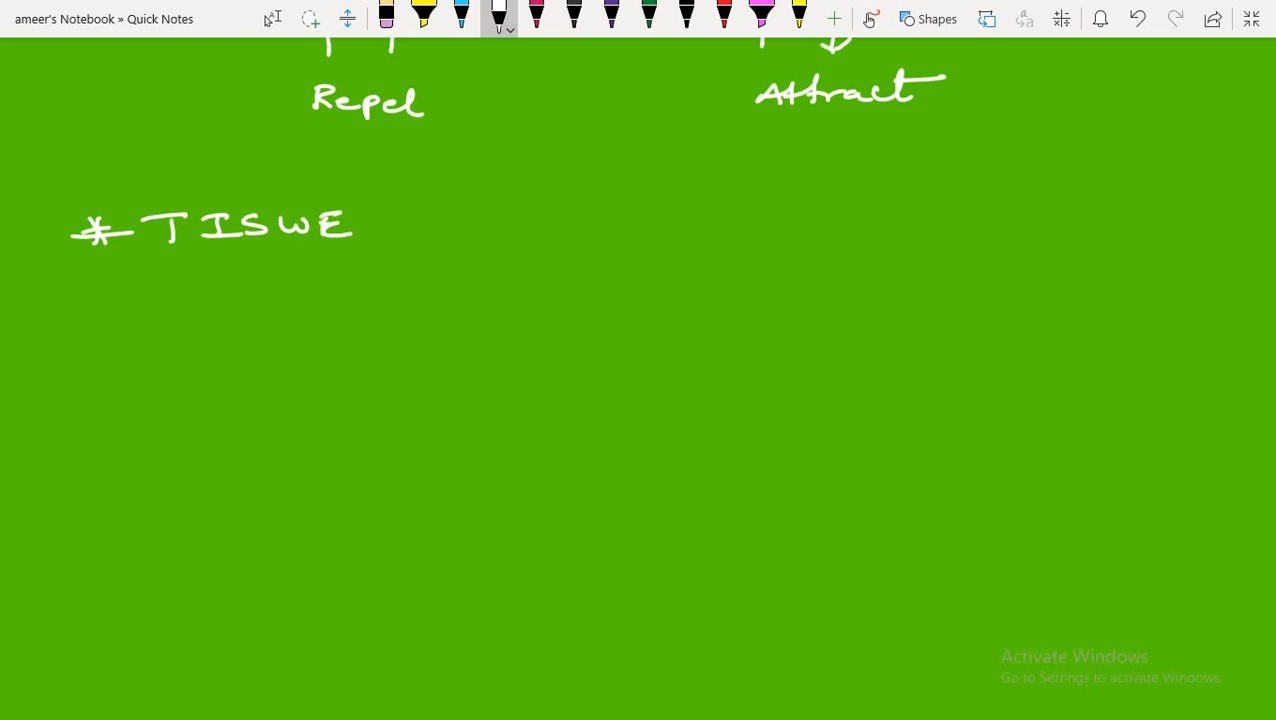 ameer's Notebook » Quick Notes Shapes
Repel Attract
* TISWE
Activate Windows
Go to Settings to activate Windows.